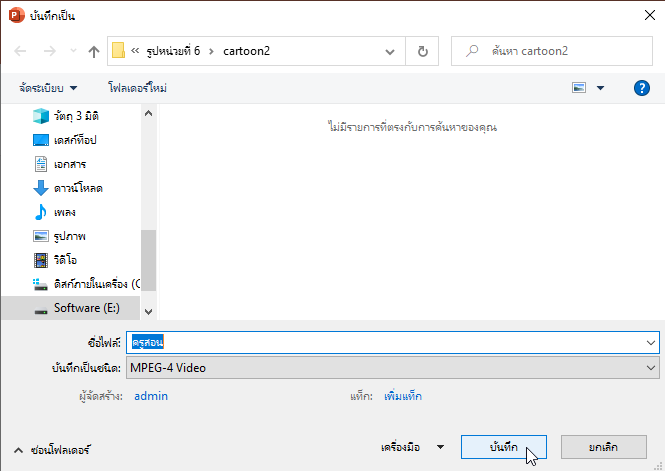 บันทึกเป็น
« รูปหน่วยที่ 6 › cartoon2
ค้นหา cartoon2
จัดระเบียบ
โฟลเดอร์ใหม่
วัตถุ 3 มิติ
ไม่มีรายการที่ตรงกับการค้นหาของคุณ
เดสก์ท็อป
เอกสาร
ดาวน์โหลด
เพลง
รูปภาพ
วิดีโอ
ดิสก์ภายในเครื่อง (C
Software (E:)
ชื่อไฟล์: ครูสอน
บันทึกเป็นชนิด: MPEG-4 Video
ผู้จัดสร้าง: admin
แท็ก: เพิ่มแท็ก
ซ่อนโฟลเดอร์
เครื่องมือ
บันทึก
ยกเลิก